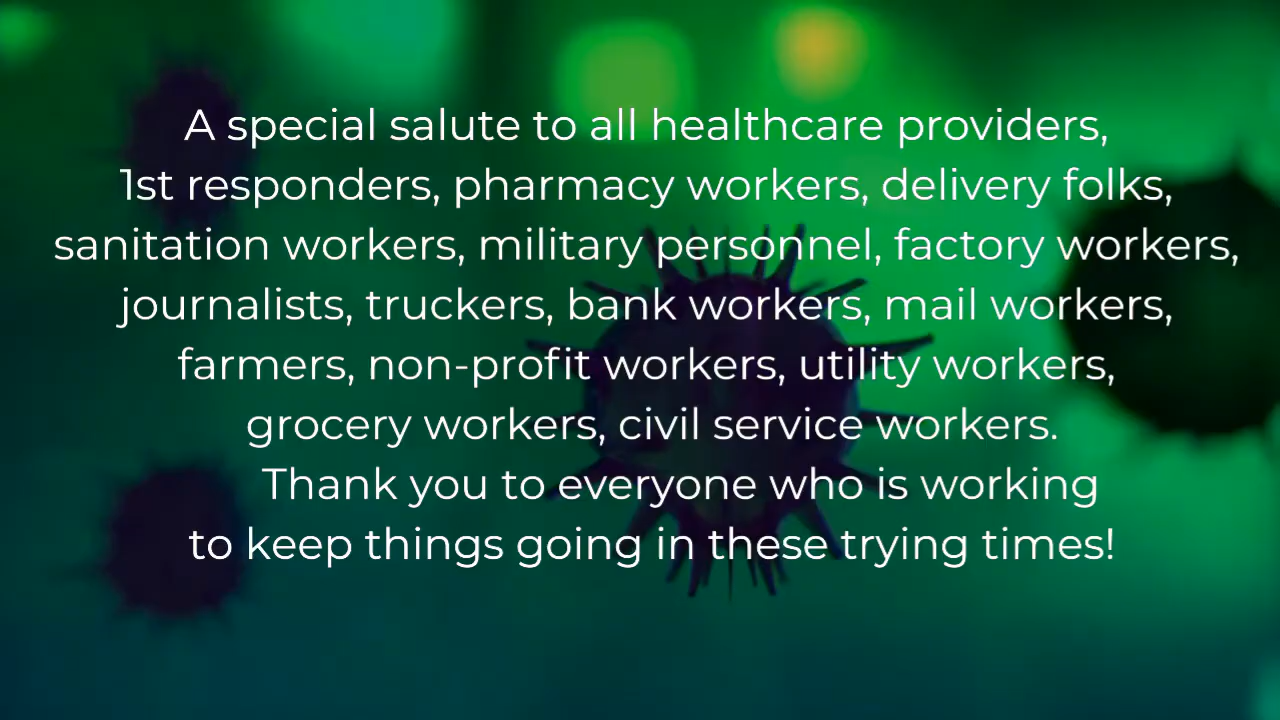 A special salute to all healthcare providers,
1st responders, pharmacy workers, delivery folks,
sanitation workers, military personnel, factory workers,
journalists, truckers, bank workers, mail workers,
farmers, non-profit workers, utility workers,
grocery workers, civil service workers.
Thank you to everyone who is working
to keep things going in these trying times!